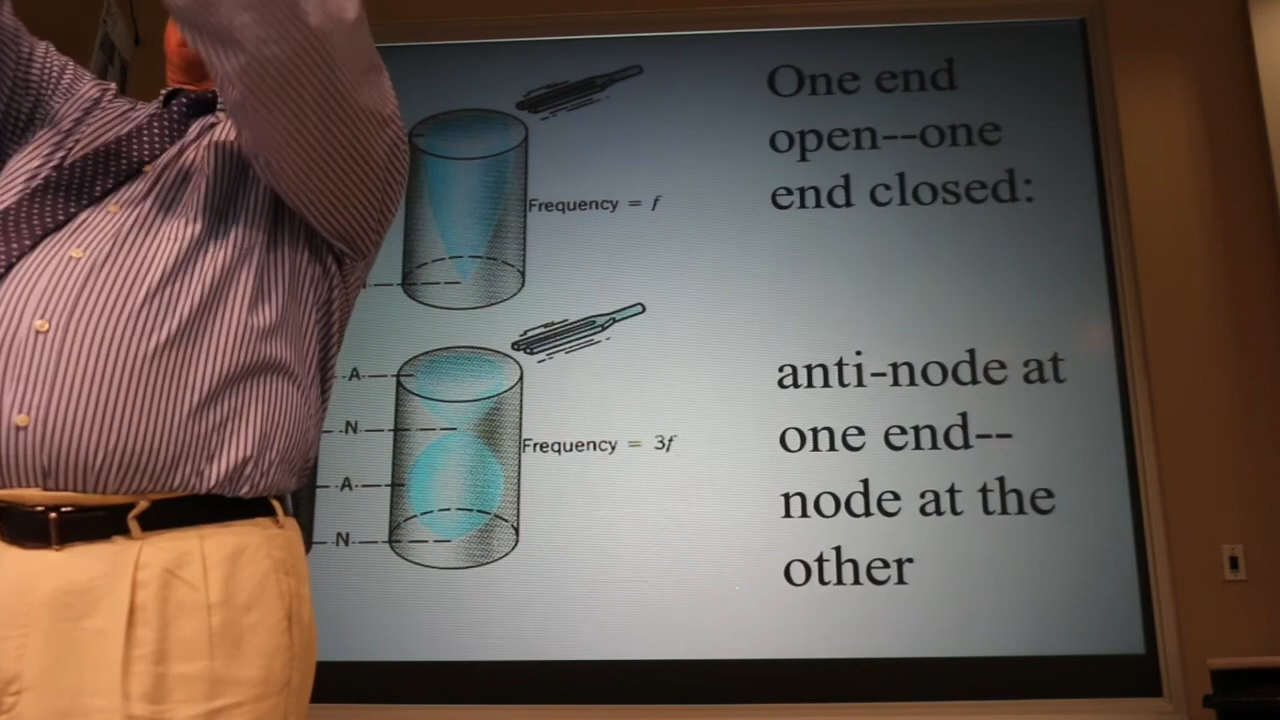 One end
open--one
end closed:
Frequency = f
A
N
Frequency = 3f
A
N
anti-node at
one end--
node at the
other